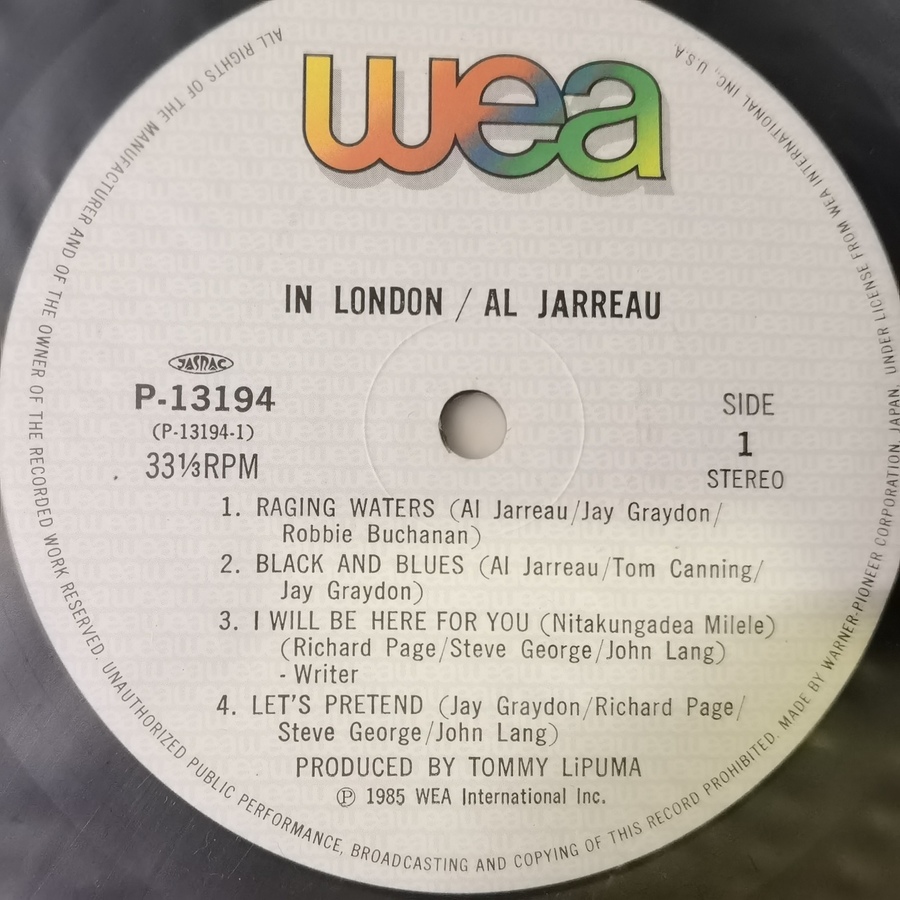 wea
IN LONDON / AL JARREAU
JASRAC
P-13194
(P-13194-1)
33⅓RPM
SIDE
1
STEREO
1. RAGING WATERS (Al Jarreau/Jay Graydon/
Robbie Buchanan)
2. BLACK AND BLUES (Al Jarreau/Tom Canning/
Jay Graydon)
3. I WILL BE HERE FOR YOU (Nitakungadea Milele)
(Richard Page/Steve George/John Lang)
- Writer
4. LET'S PRETEND (Jay Graydon/Richard Page/
Steve George/John Lang)
PRODUCED BY TOMMY LiPUMA
℗ 1985 WEA International Inc.
ALL RIGHTS OF THE MANUFACTURER AND OF THE OWNER OF THE RECORDED WORK RESERVED. UNAUTHORIZED PUBLIC PERFORMANCE, BROADCASTING AND COPYING OF THIS RECORD PROHIBITED. MADE BY WARNER-PIONEER CORPORATION, JAPAN, UNDER LICENSE FROM WEA INTERNATIONAL INC., U.S.A.